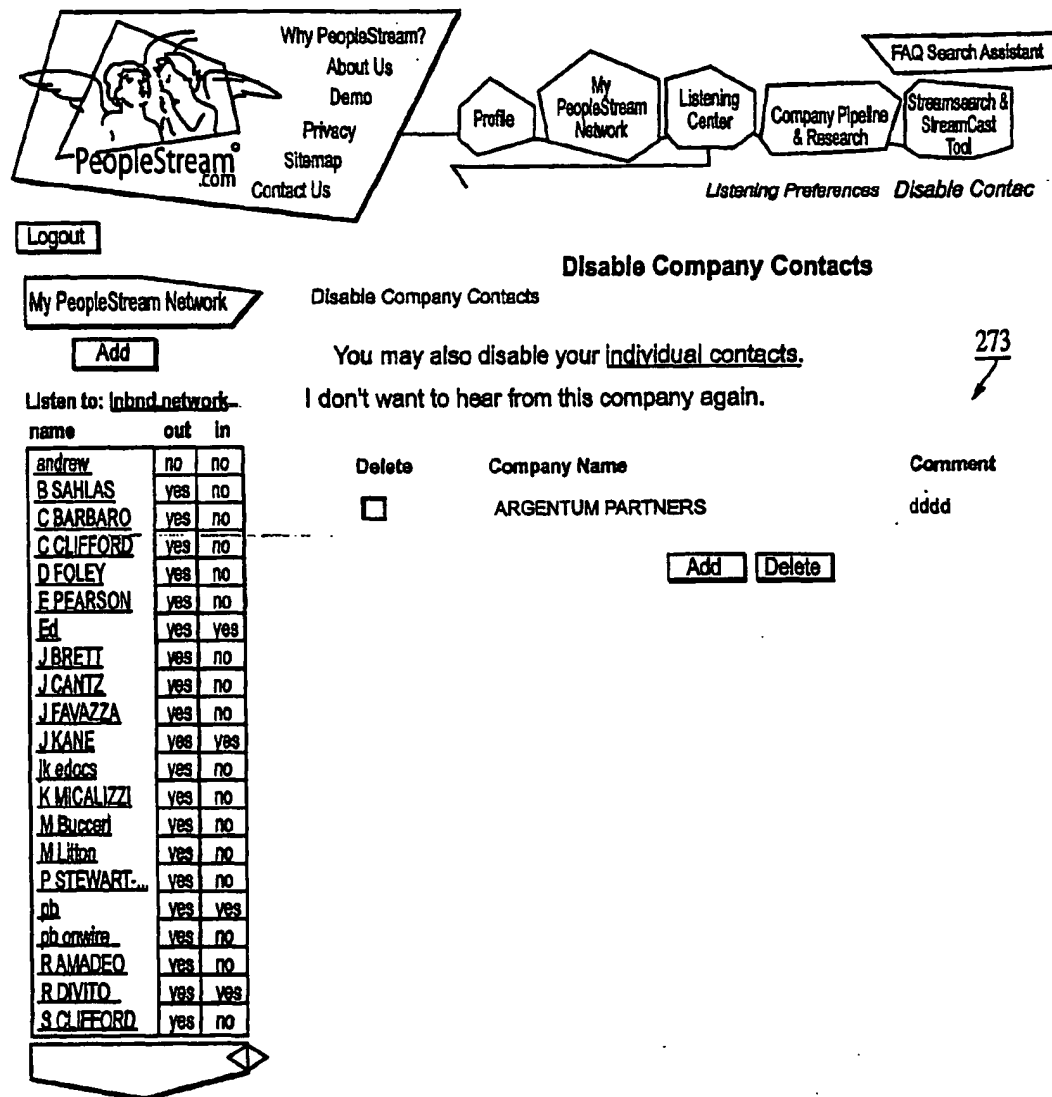 Why PeopleStream?
About Us
Demo
Privacy
Sitemap
Contact Us
PeopleStream
.com
FAQ Search Assistant
Profile
My
PeopleStream
Network
Listening
Center
Company Pipeline
& Research
Streamsearch &
StreamCast
Tool
Listening Preferences Disable Contac
Logout
My PeopleStream Network
Add
Listen to: Inbnd.network
name out in
andrew no no
B SAHLAS yes no
C BARBARO yes no
C CLIFFORD yes no
D FOLEY yes no
E PEARSON yes no
Ed yes yes
J BRETT yes no
J CANTZ yes no
J FAVAZZA yes no
J KANE yes yes
jk edocs yes no
K MICALIZZI yes no
M Bucceri yes no
M Litton yes no
P STEWART-... yes no
pb yes yes
pb onwire yes no
R AMADEO yes no
R DIVITO yes yes
S CLIFFORD yes no
Disable Company Contacts
Disable Company Contacts
You may also disable your individual contacts.
273
I don't want to hear from this company again.
Delete Company Name Comment
ARGENTUM PARTNERS dddd
Add Delete